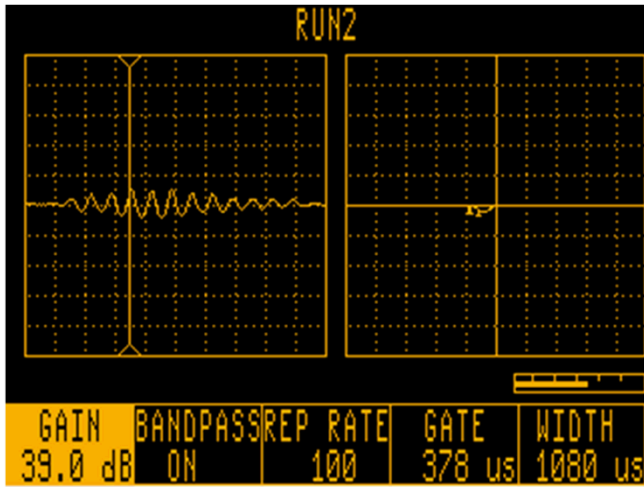 RUN2
GAIN
39.0 dB
BANDPASS
ON
REP RATE
100
GATE
378 us
WIDTH
1080 us